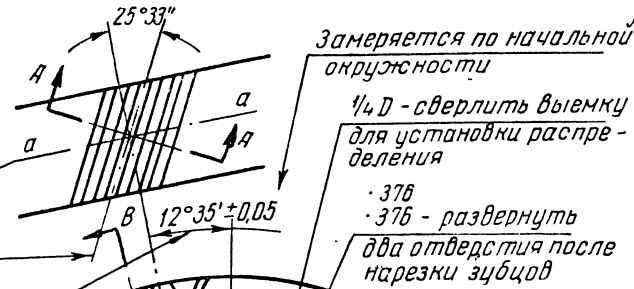 25°33"
Замеряется по начальной
окружности
А
а
1/4 D - сверлить выемку
для установки распре-
деления
А
а
·376
·376 - развернуть
В
12°35'±0,05
два отверстия после
нарезки зубцов